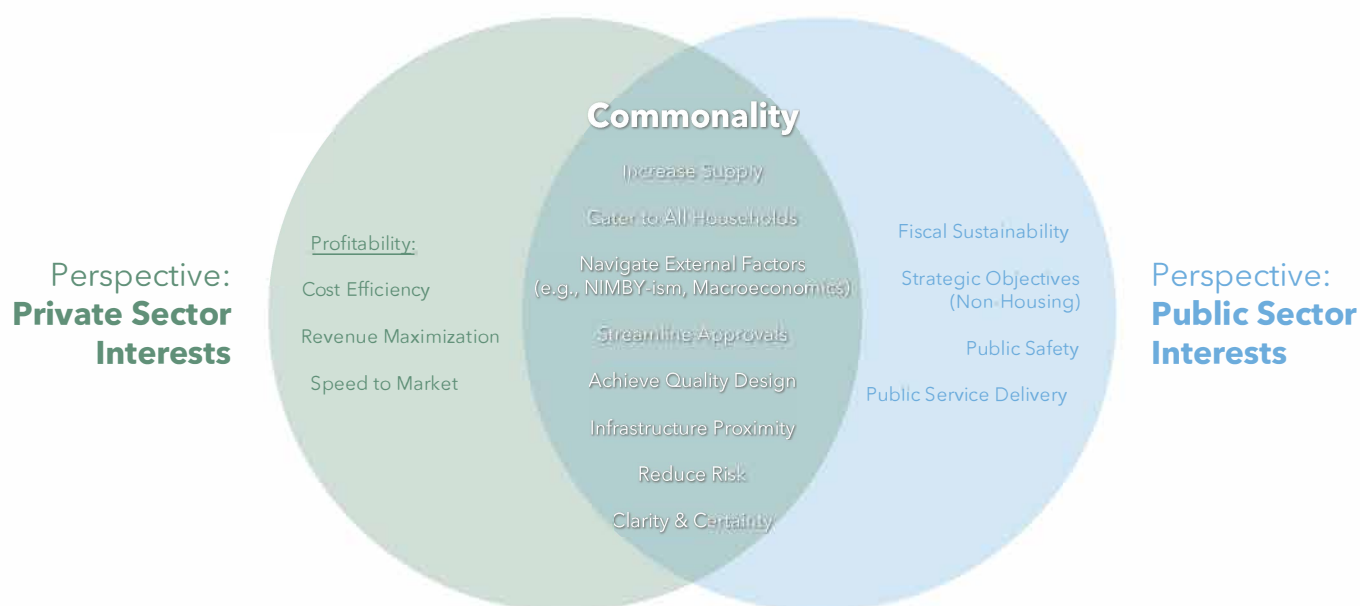 Commonality
Increase Supply
Cater to All Households
Navigate External Factors
(e.g., NIMBY-ism, Macroeconomics)
Streamline Approvals
Achieve Quality Design
Infrastructure Proximity
Reduce Risk
Clarity & Certainty
Perspective:
Private Sector
Interests
Profitability:
Cost Efficiency
Revenue Maximization
Speed to Market
Fiscal Sustainability
Strategic Objectives
(Non-Housing)
Public Safety
Public Service Delivery
Perspective:
Public Sector
Interests